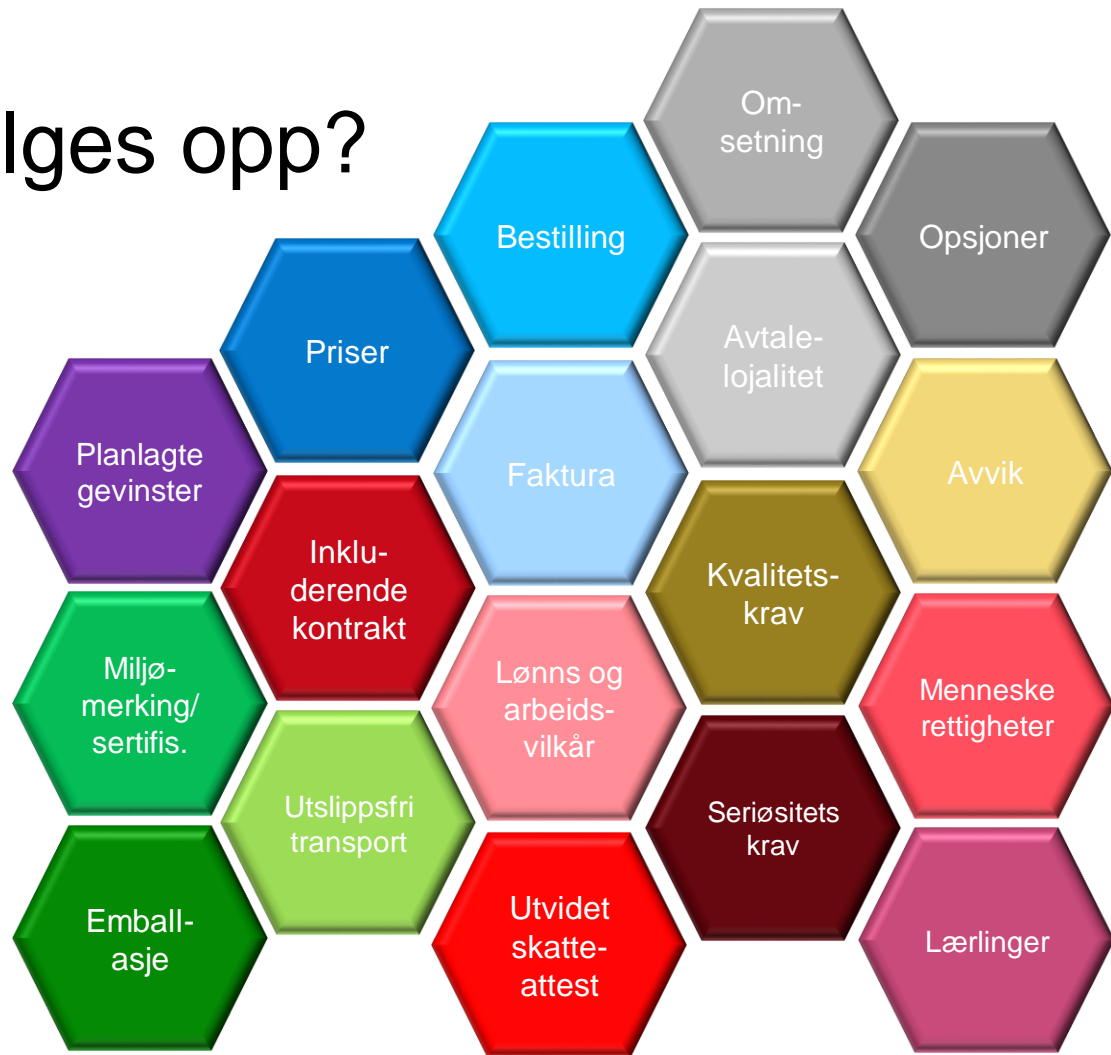 lges opp?
Om-
setning
Bestilling
Opsjoner
Priser
Avtale-
lojalitet
Planlagte
gevinster
Faktura
Avvik
Inklu-
derende
kontrakt
Kvalitets-
krav
Miljø-
merking/
sertifis.
Lønns og
arbeids-
vilkår
Menneske
rettigheter
Utslippsfri
transport
Seriøsitets
krav
Emball-
asje
Utvidet
skatte-
attest
Lærlinger